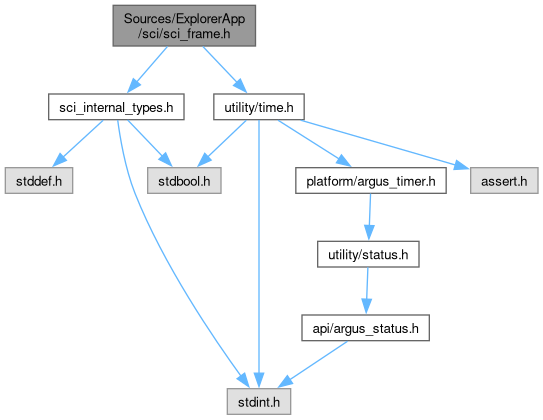 Sources/ExplorerApp
/sci/sci_frame.h
sci_internal_types.h
utility/time.h
stddef.h
stdbool.h
platform/argus_timer.h
assert.h
utility/status.h
api/argus_status.h
stdint.h